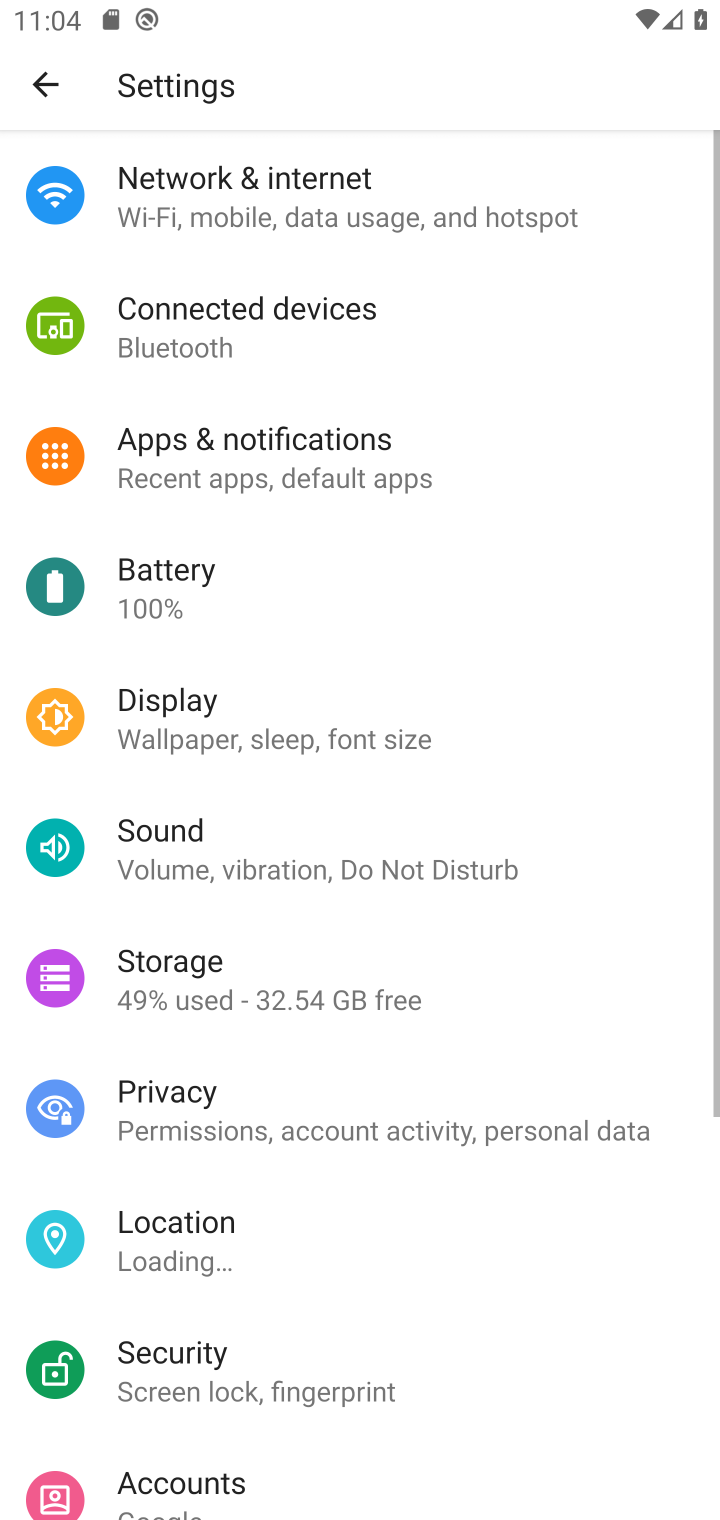 11:04
Settings
Network & internet
Wi-Fi, mobile, data usage, and hotspot
Connected devices
Bluetooth
Apps & notifications
Recent apps, default apps
Battery
100%
Display
Wallpaper, sleep, font size
Sound
Volume, vibration, Do Not Disturb
Storage
49% used - 32.54 GB free
Privacy
Permissions, account activity, personal data
Location
Loading…
Security
Screen lock, fingerprint
Accounts
Google